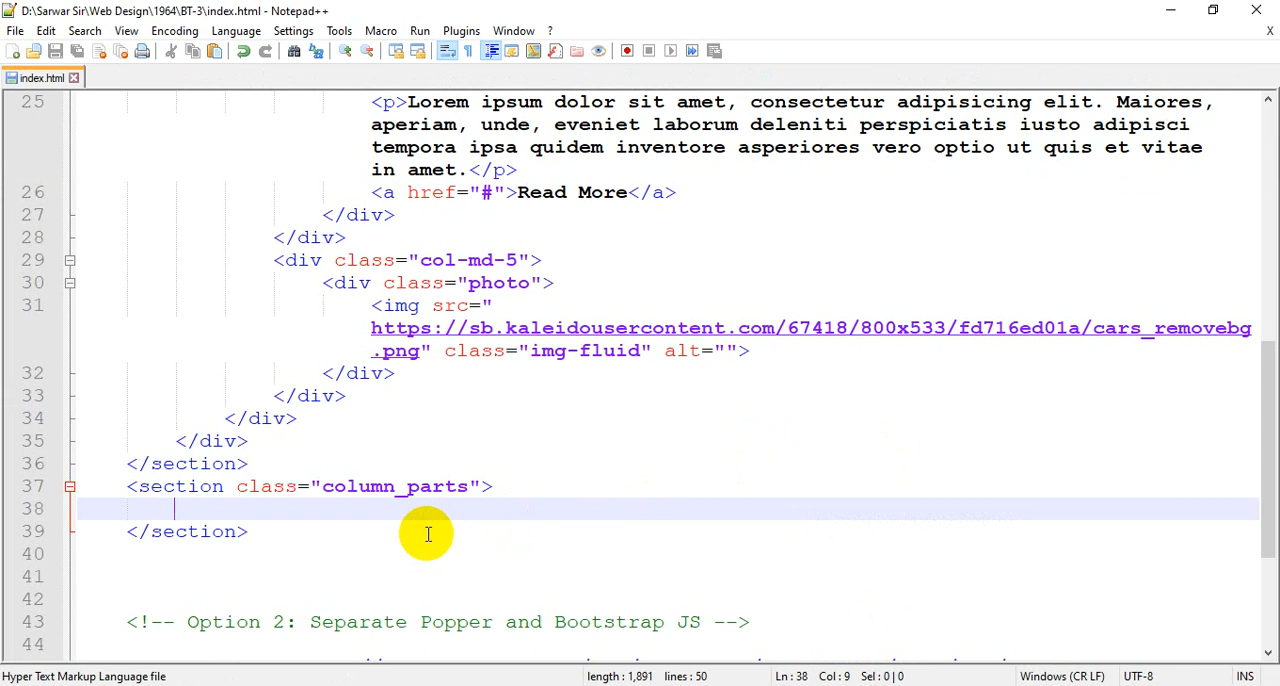 D:\Sarwar Sir\Web Design\1964\BT-3\index.html - Notepad++
File Edit Search View Encoding Language Settings Tools Macro Run Plugins Window ? X
index.html
25 <p>Lorem ipsum dolor sit amet, consectetur adipisicing elit. Maiores,
aperiam, unde, eveniet laborum deleniti perspiciatis iusto adipisci
tempora ipsa quidem inventore asperiores vero optio ut quis et vitae
in amet.</p>
26 <a href="#">Read More</a>
27 </div>
28 </div>
29 <div class="col-md-5">
30 <div class="photo">
31 <img src="
https://sb.kaleidousercontent.com/67418/800x533/fd716ed01a/cars_removebg
.png" class="img-fluid" alt="">
32 </div>
33 </div>
34 </div>
35 </div>
36 </section>
37 <section class="column_parts">
38
39 </section>
40
41
42
43 <!-- Option 2: Separate Popper and Bootstrap JS -->
44
Hyper Text Markup Language file length : 1,891 lines : 50 Ln : 38 Col : 9 Sel : 0 | 0 Windows (CR LF) UTF-8 INS